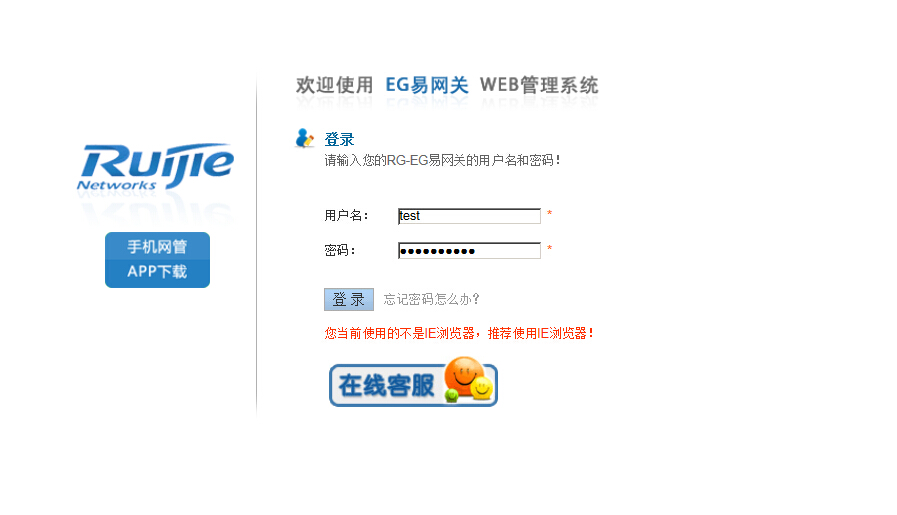 欢迎使用 EG易网关 WEB管理系统
Ruijie
Networks
手机网管
APP下载
登录
请输入您的RG-EG易网关的用户名和密码！
用户名： test *
密码： ●●●●●●●●●● *
登 录 忘记密码怎么办？
您当前使用的不是IE浏览器，推荐使用IE浏览器！
在线客服